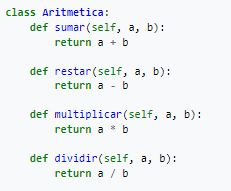 class Aritmetica:
    def sumar(self, a, b):
        return a + b

    def restar(self, a, b):
        return a - b

    def multiplicar(self, a, b):
        return a * b

    def dividir(self, a, b):
        return a / b